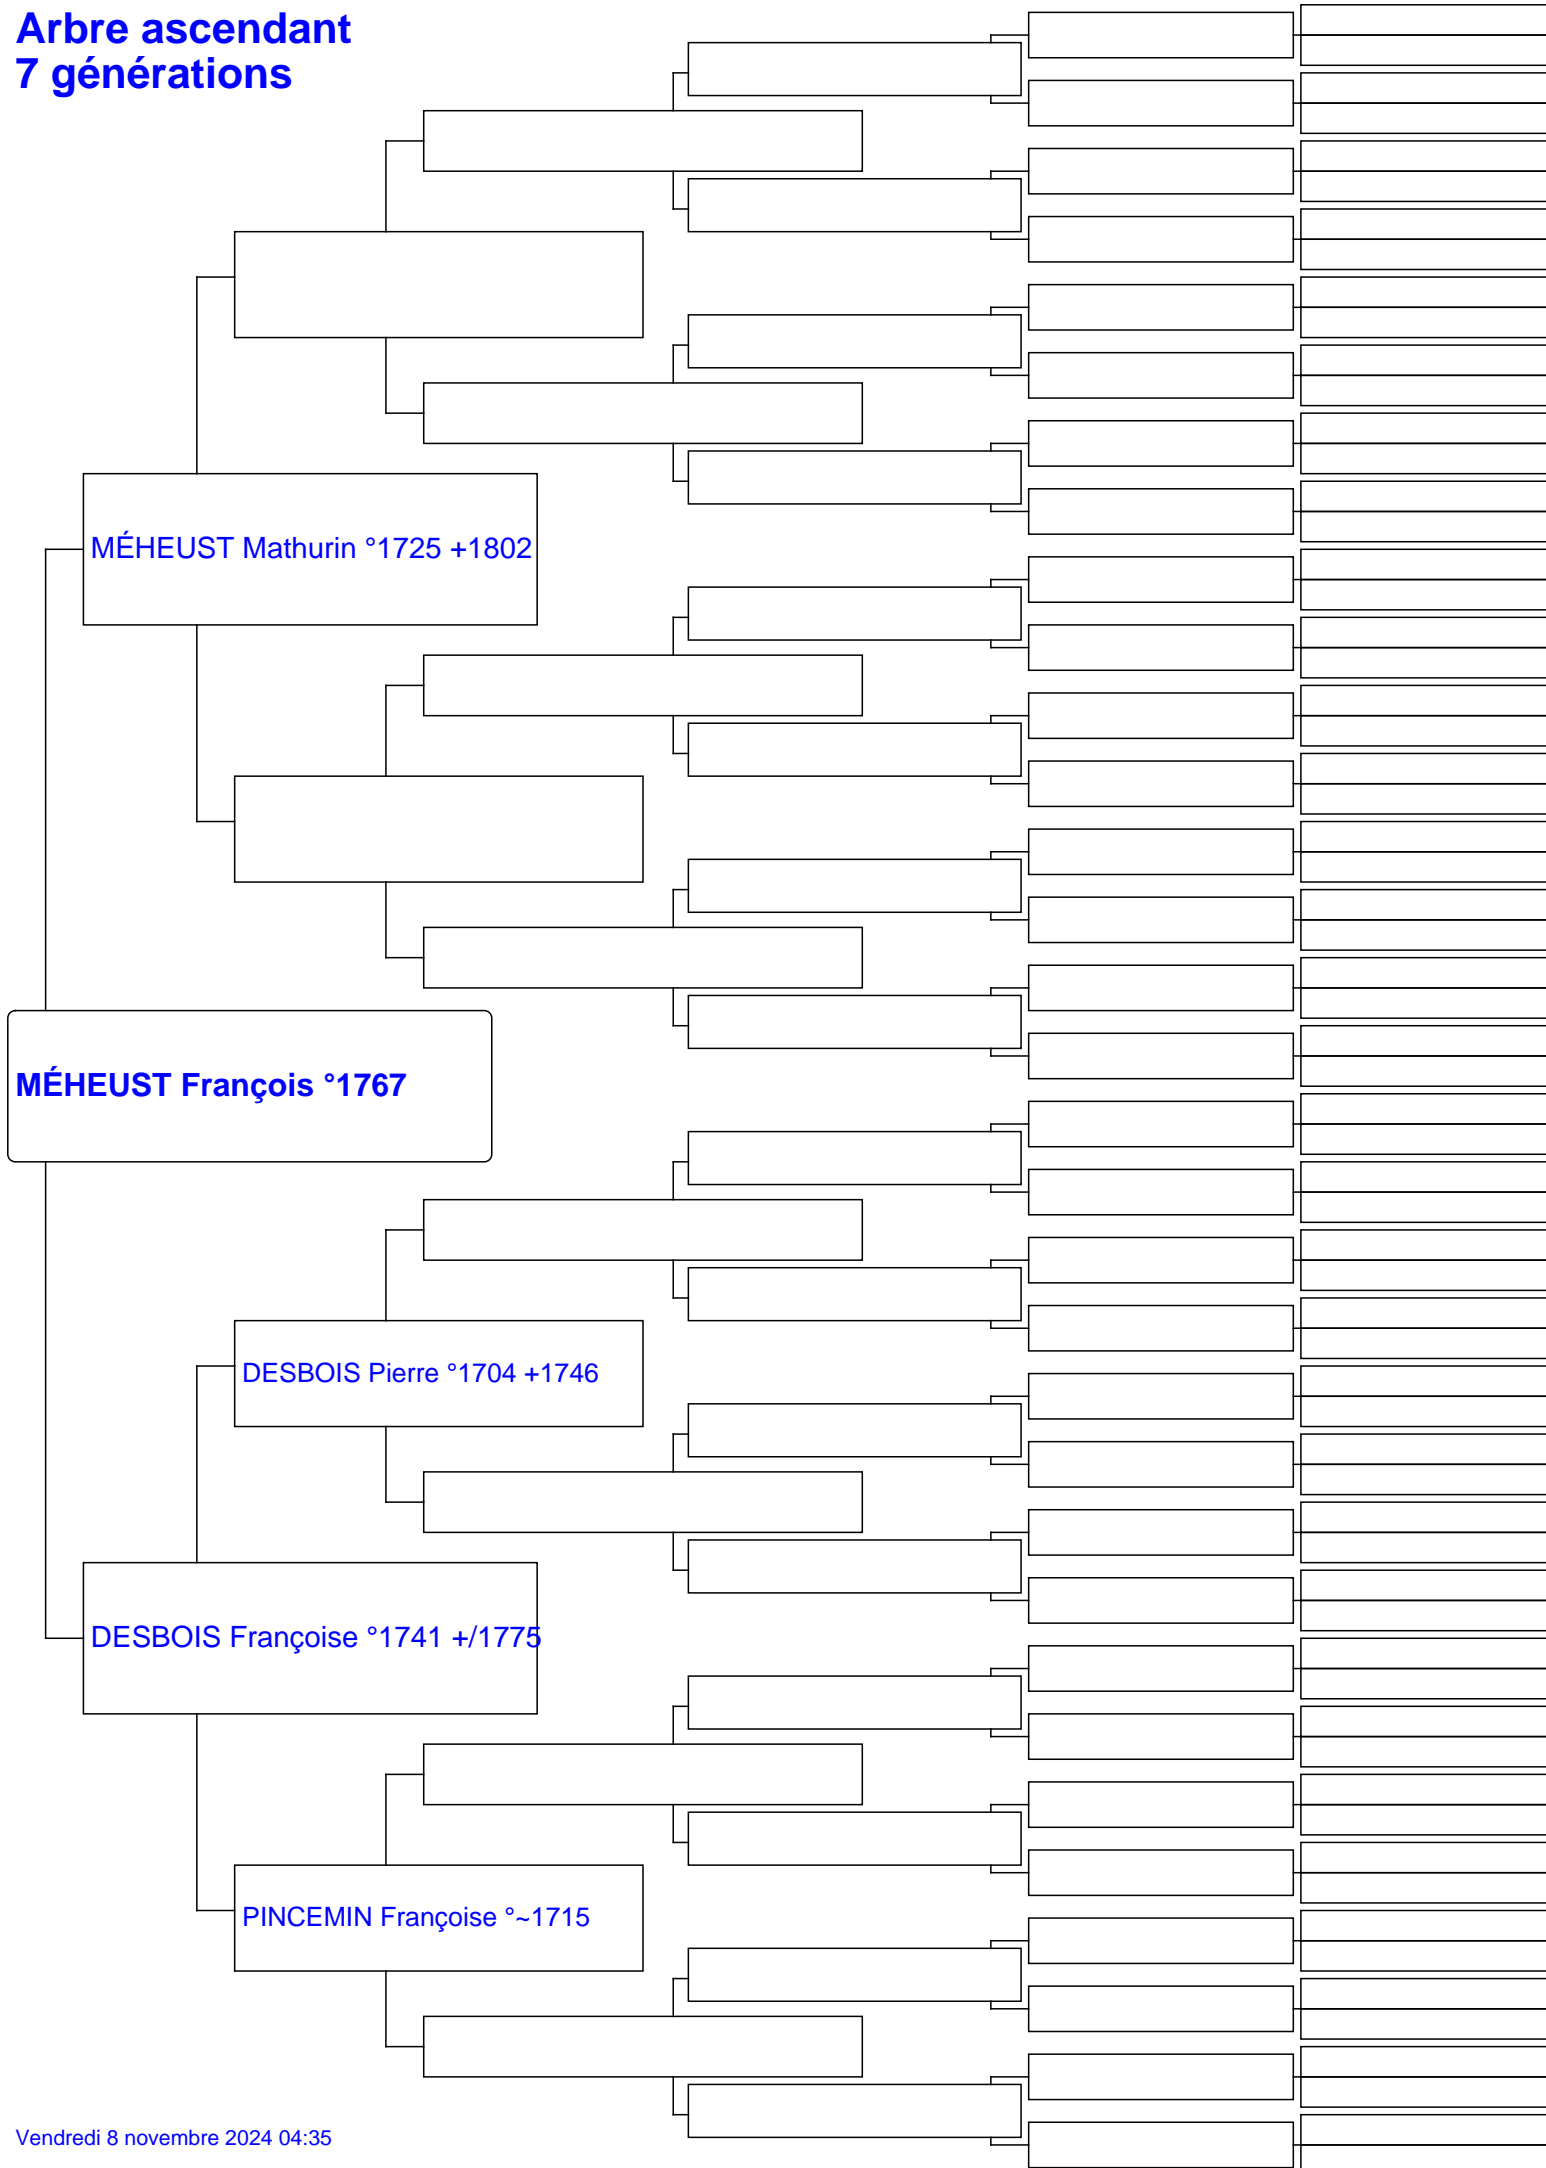 Arbre ascendant
7 générations
MÉHEUST Mathurin °1725 +1802
MÉHEUST François °1767
DESBOIS Pierre °1704 +1746
DESBOIS Françoise °1741 +/1775
PINCEMIN Françoise °~1715
Vendredi 8 novembre 2024 04:35